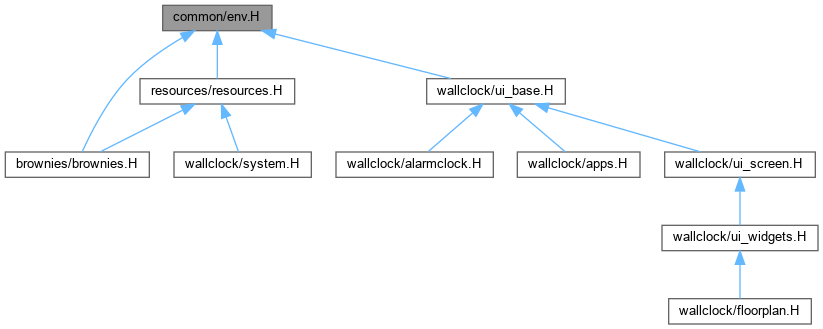 common/env.H
resources/resources.H
wallclock/ui_base.H
brownies/brownies.H
wallclock/system.H
wallclock/alarmclock.H
wallclock/apps.H
wallclock/ui_screen.H
wallclock/ui_widgets.H
wallclock/floorplan.H